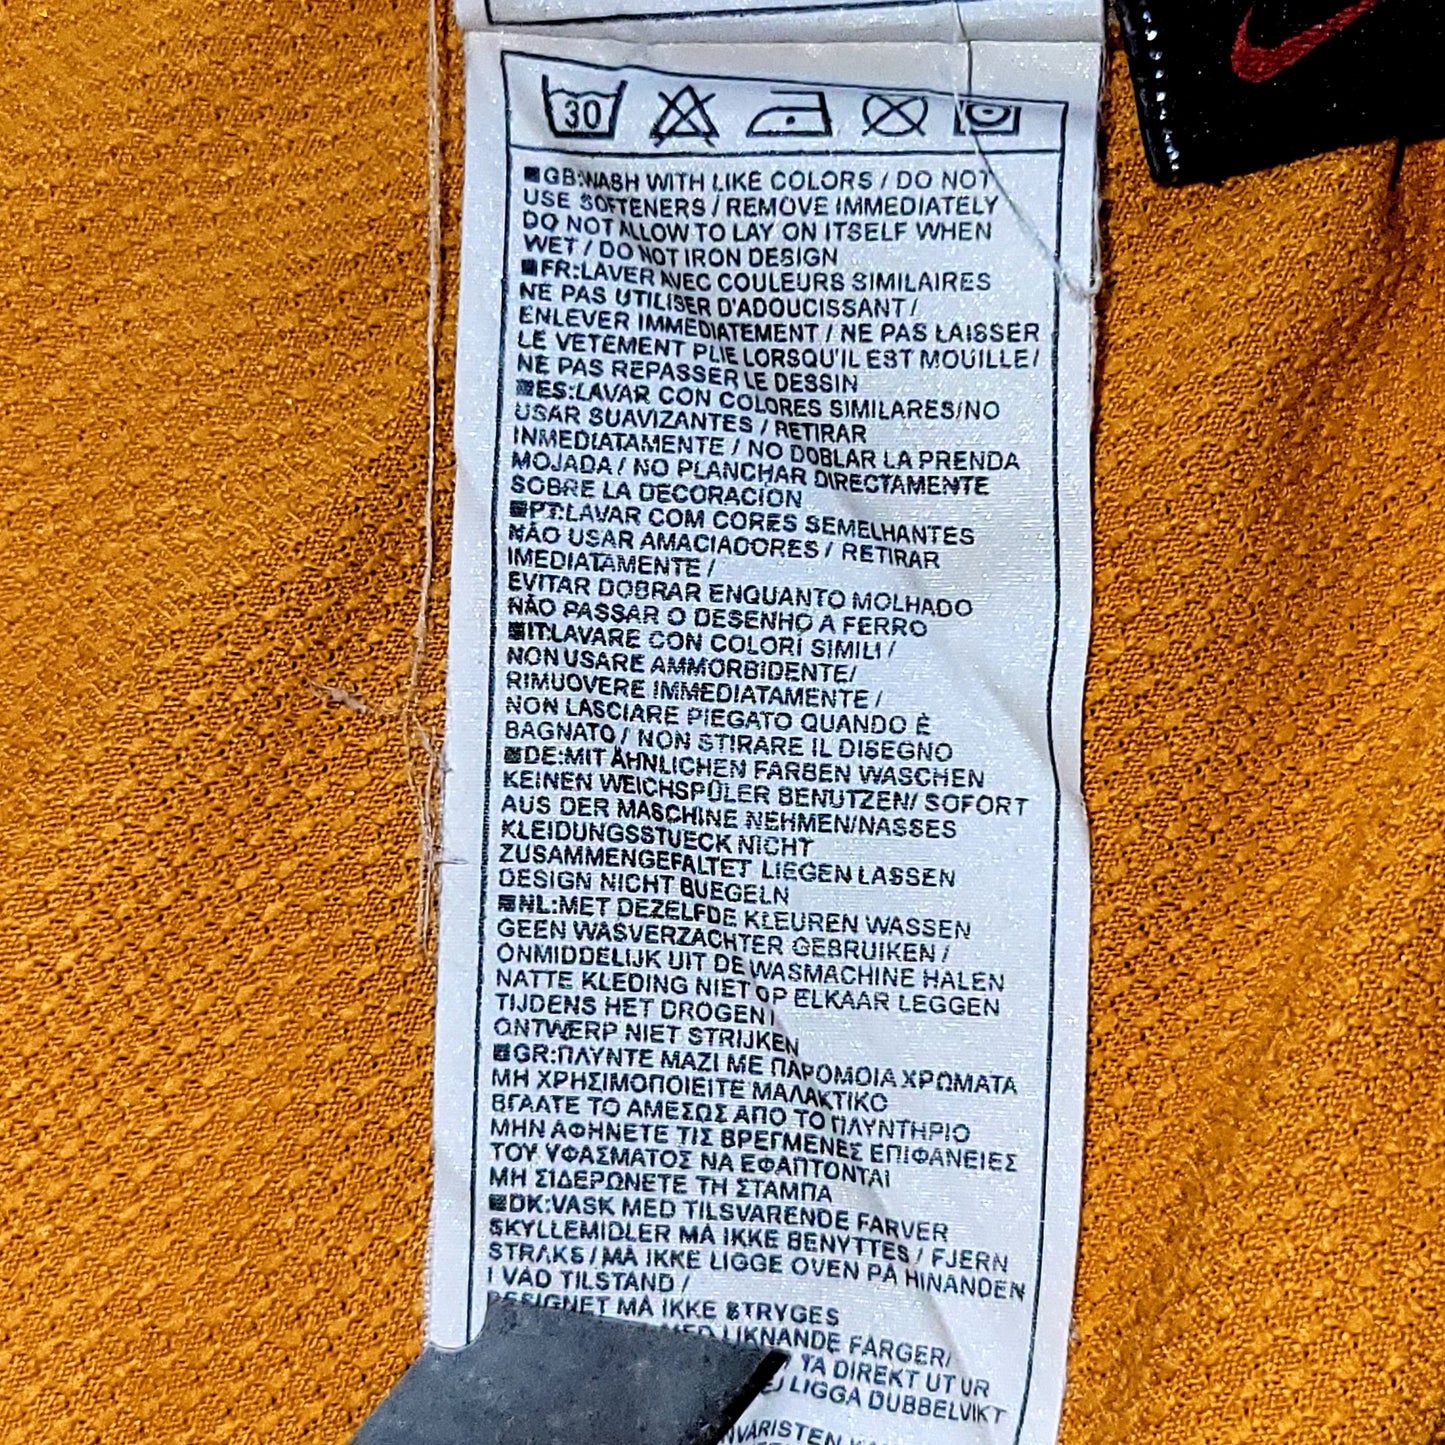 30
GB:WASH WITH LIKE COLORS / DO NOT
USE SOFTENERS / REMOVE IMMEDIATELY
DO NOT ALLOW TO LAY ON ITSELF WHEN
WET / DO NOT IRON DESIGN
FR:LAVER AVEC COULEURS SIMILAIRES
NE PAS UTILISER D'ADOUCISSANT /
ENLEVER IMMEDIATEMENT / NE PAS LAISSER
LE VETEMENT PLIE LORSQU'IL EST MOUILLE/
NE PAS REPASSER LE DESSIN
ES:LAVAR CON COLORES SIMILARES/NO
USAR SUAVIZANTES / RETIRAR
INMEDIATAMENTE / NO DOBLAR LA PRENDA
MOJADA / NO PLANCHAR DIRECTAMENTE
SOBRE LA DECORACION
PT:LAVAR COM CORES SEMELHANTES
NÃO USAR AMACIADORES / RETIRAR
IMEDIATAMENTE /
EVITAR DOBRAR ENQUANTO MOLHADO
NÃO PASSAR O DESENHO A FERRO
IT:LAVARE CON COLORI SIMILI /
NON USARE AMMORBIDENTE/
RIMUOVERE IMMEDIATAMENTE /
NON LASCIARE PIEGATO QUANDO È
BAGNATO / NON STIRARE IL DISEGNO
DE:MIT ÄHNLICHEN FARBEN WASCHEN
KEINEN WEICHSPÜLER BENUTZEN/ SOFORT
AUS DER MASCHINE NEHMEN/NASSES
KLEIDUNGSSTUECK NICHT
ZUSAMMENGEFALTET LIEGEN LASSEN
DESIGN NICHT BUEGELN
NL:MET DEZELFDE KLEUREN WASSEN
GEEN WASVERZACHTER GEBRUIKEN /
ONMIDDELIJK UIT DE WASMACHINE HALEN
NATTE KLEDING NIET OP ELKAAR LEGGEN
TIJDENS HET DROGEN /
ONTWERP NIET STRIJKEN
GR:ΠΛΥΝΤΕ ΜΑΖΙ ΜΕ ΠΑΡΟΜΟΙΑ ΧΡΩΜΑΤΑ
ΜΗ ΧΡΗΣΙΜΟΠΟΙΕΙΤΕ ΜΑΛΑΚΤΙΚΟ
ΒΓΑΛΤΕ ΤΟ ΑΜΕΣΩΣ ΑΠΟ ΤΟ ΠΛΥΝΤΗΡΙΟ
ΜΗΝ ΑΦΗΝΕΤΕ ΤΙΣ ΒΡΕΓΜΕΝΕΣ ΕΠΙΦΑΝΕΙΕΣ
ΤΟΥ ΥΦΑΣΜΑΤΟΣ ΝΑ ΕΦΑΠΤΟΝΤΑΙ
ΜΗ ΣΙΔΕΡΩΝΕΤΕ ΤΗ ΣΤΑΜΠΑ
DK:VASK MED TILSVARENDE FARVER
SKYLLEMIDLER MÅ IKKE BENYTTES / FJERN
STRAKS / MÅ IKKE LIGGE OVEN PÅ HINANDEN
I VÅD TILSTAND /
DESIGNET MÅ IKKE STRYGES
MED LIKNANDE FÄRGER/
TA DIREKT UT UR
EJ LIGGA DUBBELVIKT